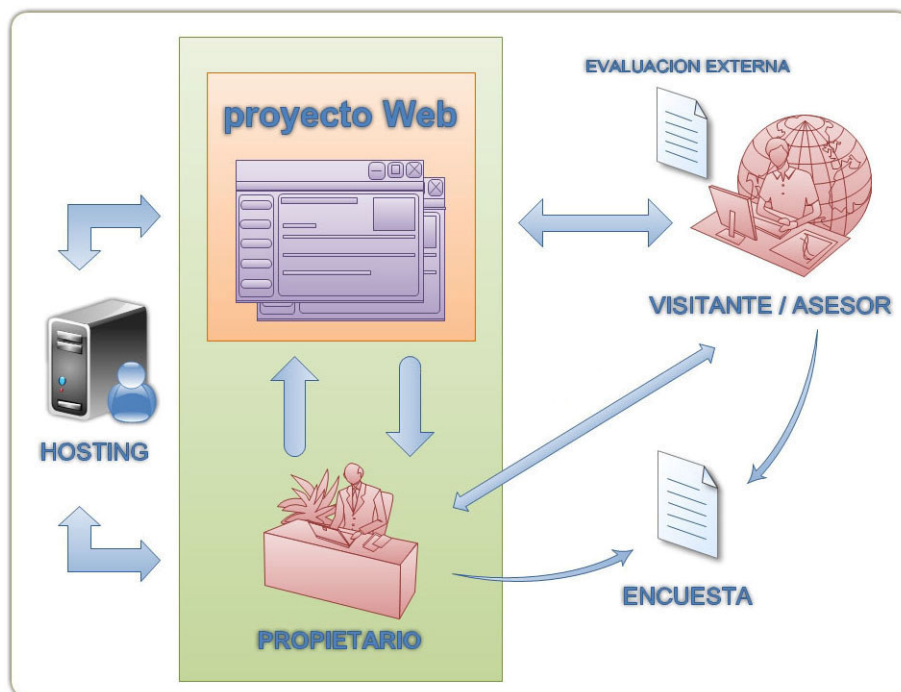 EVALUACION EXTERNA
proyecto Web
VISITANTE / ASESOR
HOSTING
ENCUESTA
PROPIETARIO